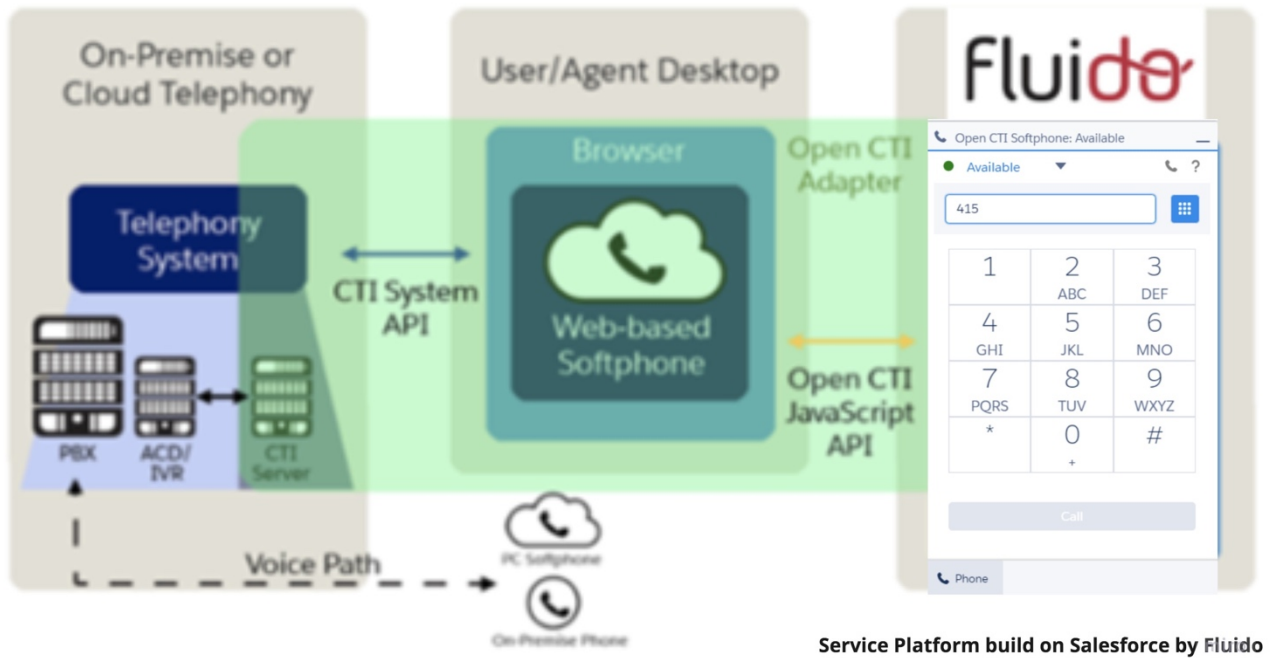 On-Premise or
Cloud Telephony
Telephony
System
PBX
ACD/
IVR
CTI
Server
CTI System
API
Voice Path
User/Agent Desktop
Browser
Web-based
Softphone
PC Softphone
On-Premise Phone
Open CTI
Adapter
Open CTI
JavaScript
API
fluido
Open CTI Softphone: Available
Available
?
415
1
2
3
ABC
DEF
4
5
6
GHI
JKL
MNO
7
8
9
PQRS
TUV
WXYZ
*
0
#
+
Call
Phone
Service Platform build on Salesforce by Fluido